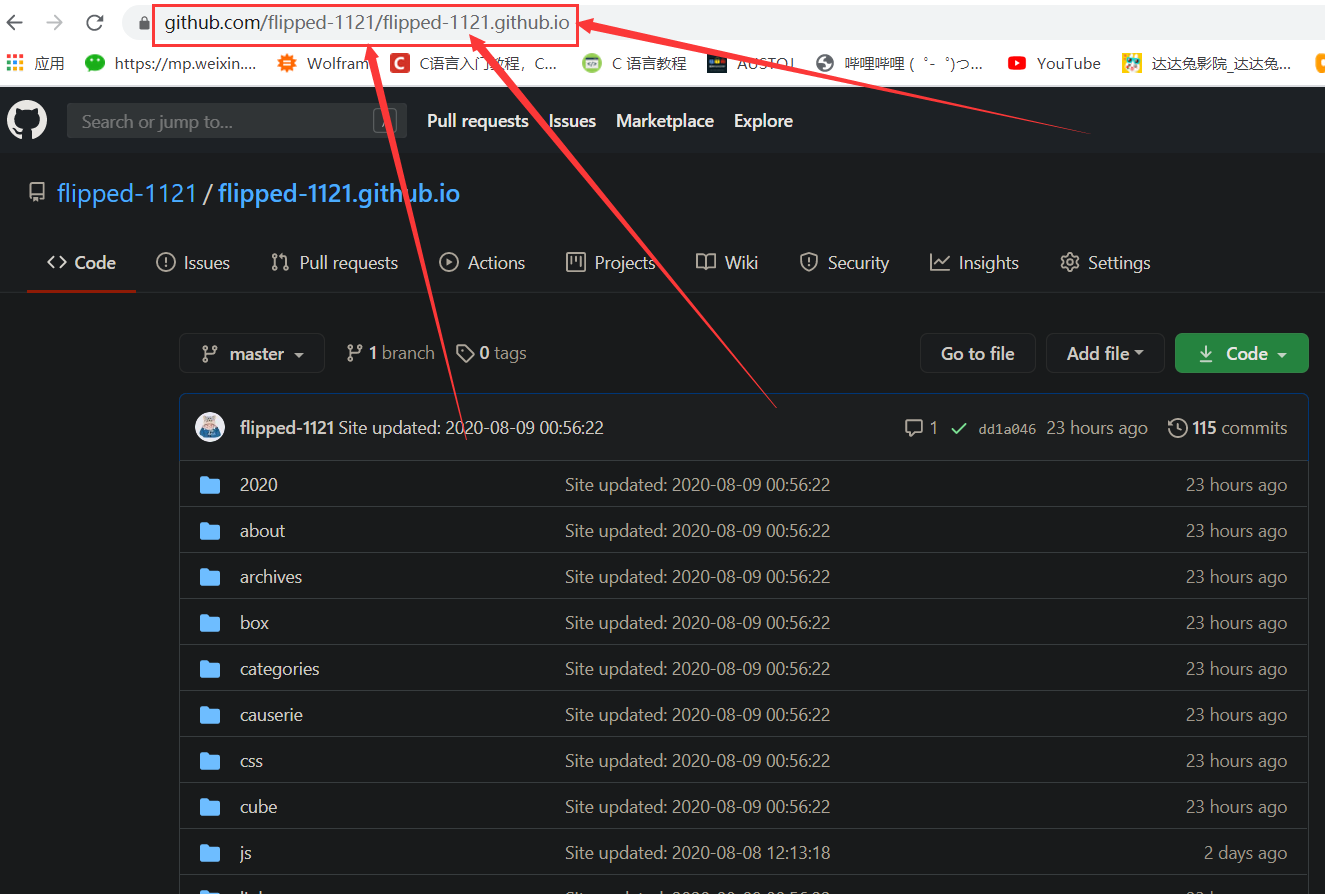 github.com/flipped-1121/flipped-1121.github.io
应用 https://mp.weixin.... Wolfram C语言入门教程，C... C 语言教程 哔哩哔哩 ( ゜- ゜)つ... YouTube 达达兔影院_达达兔...
Search or jump to... / Pull requests Issues Marketplace Explore
flipped-1121 / flipped-1121.github.io
Code Issues Pull requests Actions Projects Wiki Security Insights Settings
master 1 branch 0 tags Go to file Add file Code
flipped-1121 Site updated: 2020-08-09 00:56:22 1 dd1a046 23 hours ago 115 commits
2020 Site updated: 2020-08-09 00:56:22 23 hours ago
about Site updated: 2020-08-09 00:56:22 23 hours ago
archives Site updated: 2020-08-09 00:56:22 23 hours ago
box Site updated: 2020-08-09 00:56:22 23 hours ago
categories Site updated: 2020-08-09 00:56:22 23 hours ago
causerie Site updated: 2020-08-09 00:56:22 23 hours ago
css Site updated: 2020-08-09 00:56:22 23 hours ago
cube Site updated: 2020-08-09 00:56:22 23 hours ago
js Site updated: 2020-08-08 12:13:18 2 days ago